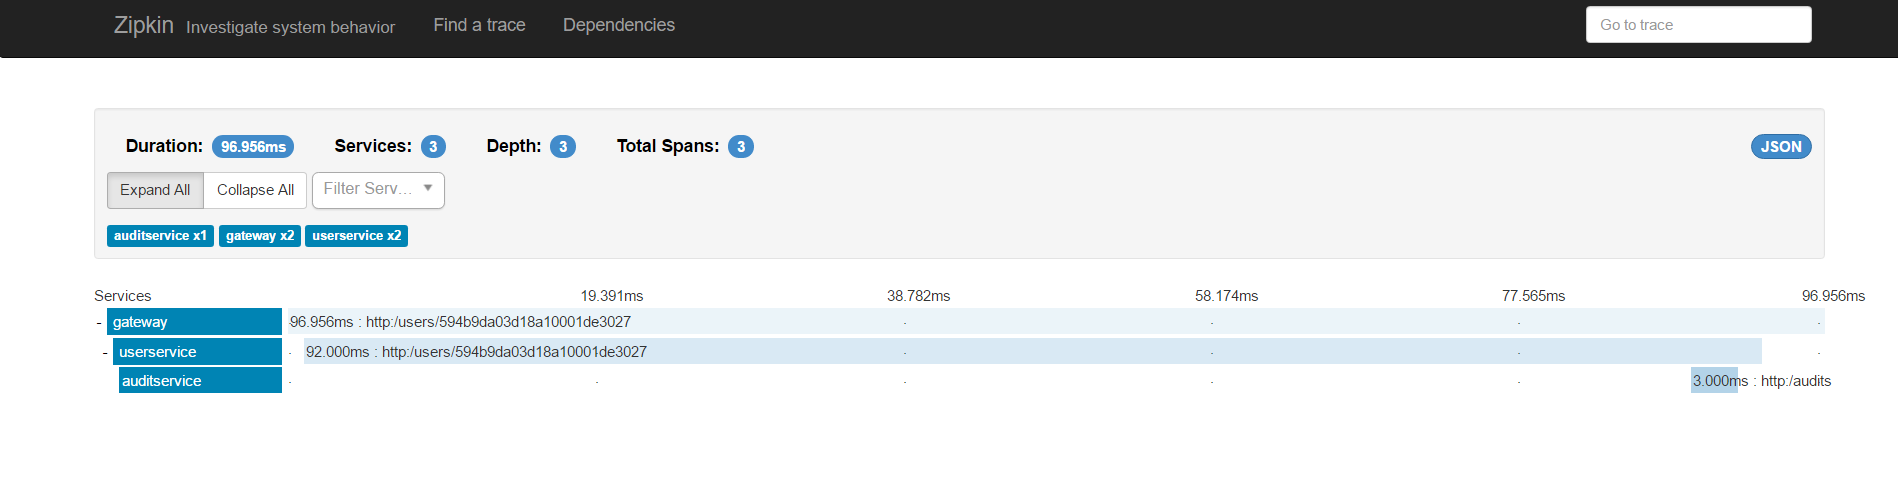 Zipkin Investigate system behavior Find a trace Dependencies Go to trace
Duration: 96.956ms Services: 3 Depth: 3 Total Spans: 3 JSON
Expand All Collapse All Filter Serv...
auditservice x1 gateway x2 userservice x2
Services 19.391ms 38.782ms 58.174ms 77.565ms 96.956ms
- gateway 96.956ms : http:/users/594b9da03d18a10001de3027
- userservice 92.000ms : http:/users/594b9da03d18a10001de3027
auditservice 3.000ms : http:/audits